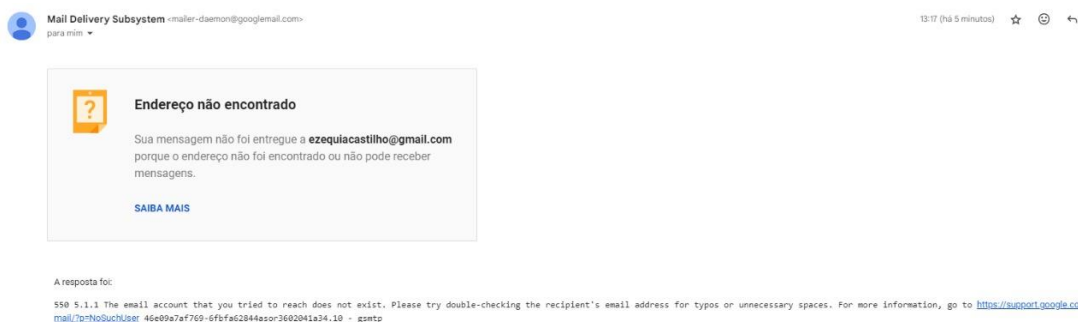 Mail Delivery Subsystem <mailer-daemon@googlemail.com>
13:17 (há 5 minutos)
para mim
Endereço não encontrado
Sua mensagem não foi entregue a ezequiacastilho@gmail.com
porque o endereço não foi encontrado ou não pode receber
mensagens.
SAIBA MAIS
A resposta foi:
550 5.1.1 The email account that you tried to reach does not exist. Please try double-checking the recipient's email address for typos or unnecessary spaces. For more information, go to https://support.google.co
mail/?p=NoSuchUser 46e09a7af769-6fbfa62844asor3602041a34.10 - gsmtp